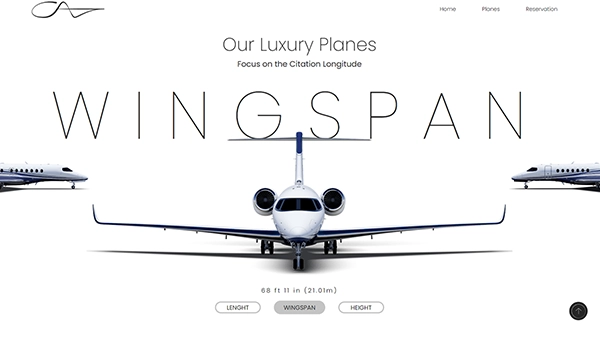 Home Planes Reservation
Our Luxury Planes
Focus on the Citation Longitude
WINGSPAN
68 ft 11 in (21.01m)
LENGHT WINGSPAN HEIGHT